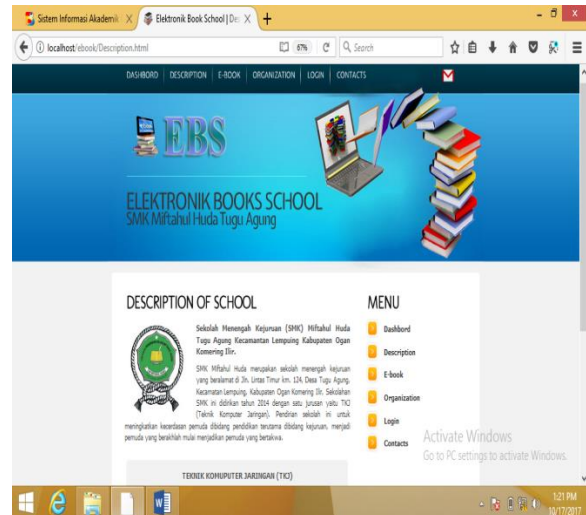 Sistem Informasi Akademi
Elektronik Book School | De
localhost/ebook/Description.html
67%
Search
DASHBORD
DESCRIPTION
E-BOOK
ORGANIZATION
LOGIN
CONTACTS
EBS
ELEKTRONIK BOOKS SCHOOL
SMK Miftahul Huda Tugu Agung
DESCRIPTION OF SCHOOL
Sekolah Menengah Kejuruan (SMK) Miftahul Huda
Tugu Agung Kecamantan Lempuing Kabupaten Ogan
Komering Ilir.
SMK Miftahul Huda merupakan sekolah menengah kejuruan
yang beralamat di Jln. Lintas Timur km. 124, Desa Tugu Agung,
Kecamatan Lempuing, Kabupaten Ogan Komering Ilir. Sekolahan
SMK ini didirikan tahun 2014 dengan satu jurusan yaitu TKJ
(Teknik Komputer Jaringan). Pendirian sekolah ini untuk
meningkatkan kecerdasan pemuda dibidang pendidikan terutama dibidang kejuruan, menjadi
pemuda yang berakhlah mulai menjadikan pemuda yang bertakwa.
TEKNIK KOMUPUTER JARINGAN (TKJ)
MENU
Dashbord
Description
E-book
Organization
Login
Contacts
Activate Windows
Go to PC settings to activate Windows.
1:21 PM
10/17/2017